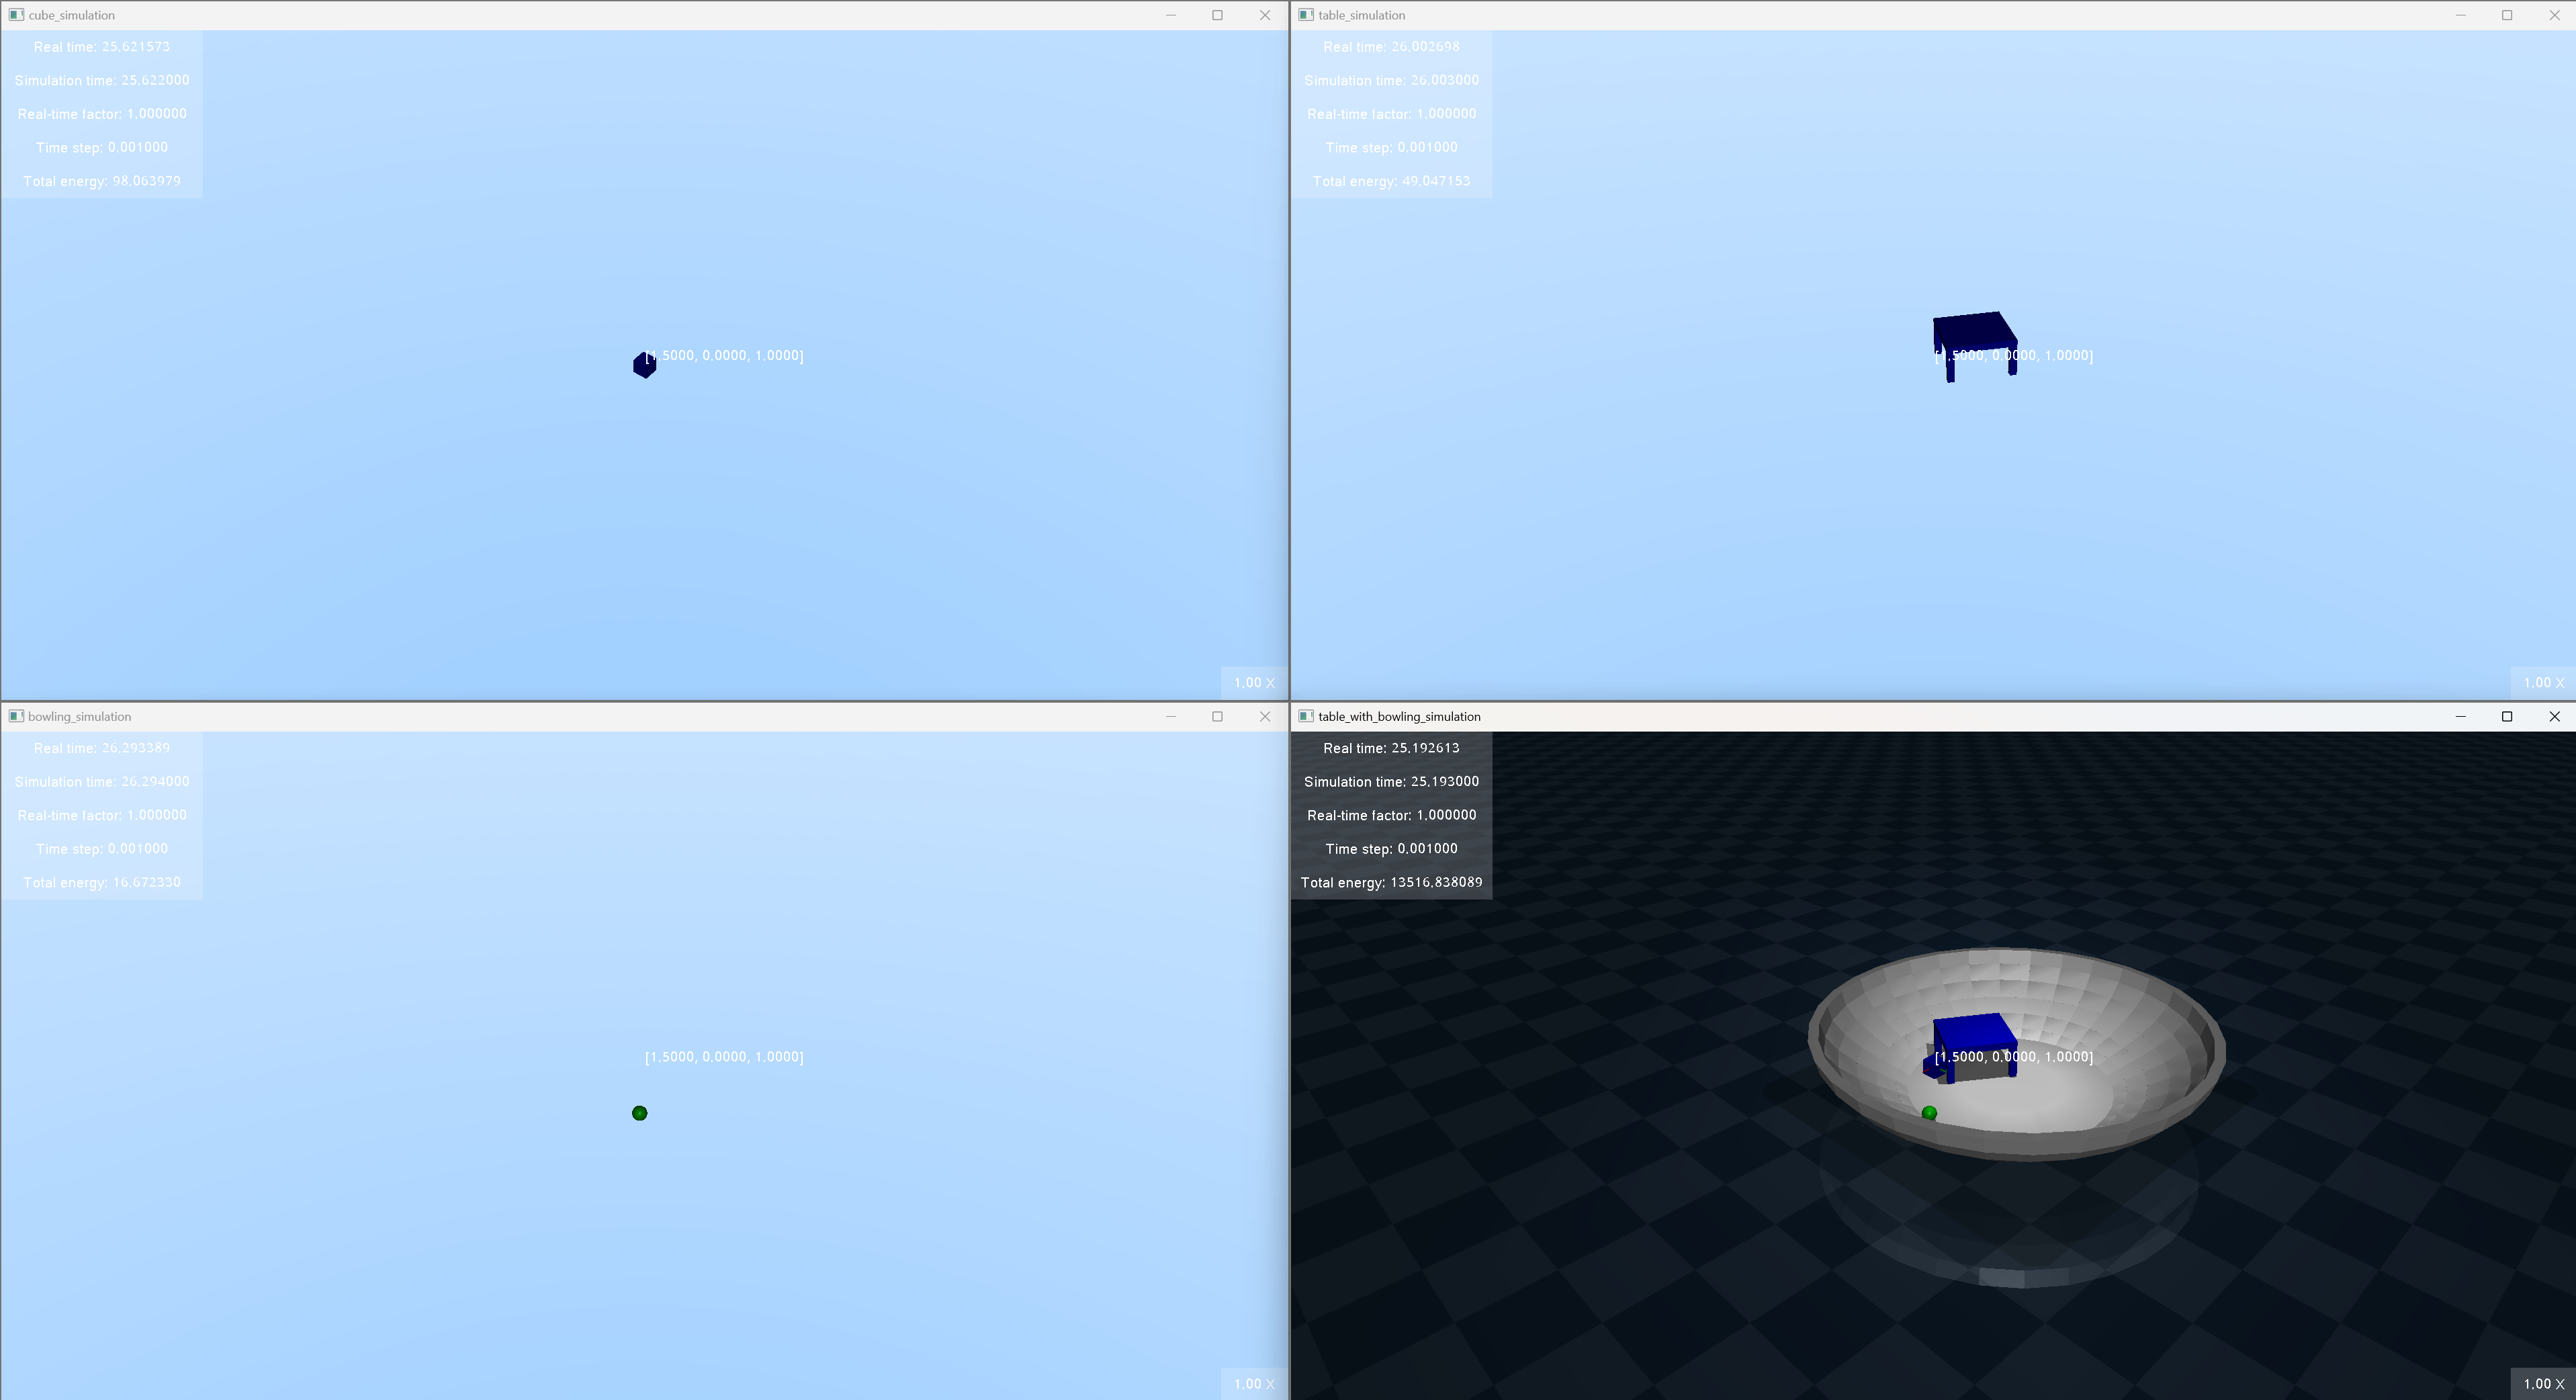 cube_simulation
Real time: 25.621573
Simulation time: 25.622000
Real-time factor: 1.000000
Time step: 0.001000
Total energy: 98.063979
[1.5000, 0.0000, 1.0000]
1.00 X
table_simulation
Real time: 26.002698
Simulation time: 26.003000
Real-time factor: 1.000000
Time step: 0.001000
Total energy: 49.047153
[1.5000, 0.0000, 1.0000]
1.00 X
bowling_simulation
Real time: 26.293389
Simulation time: 26.294000
Real-time factor: 1.000000
Time step: 0.001000
Total energy: 16.672330
[1.5000, 0.0000, 1.0000]
1.00 X
table_with_bowling_simulation
Real time: 25.192613
Simulation time: 25.193000
Real-time factor: 1.000000
Time step: 0.001000
Total energy: 13516.838089
[1.5000, 0.0000, 1.0000]
1.00 X